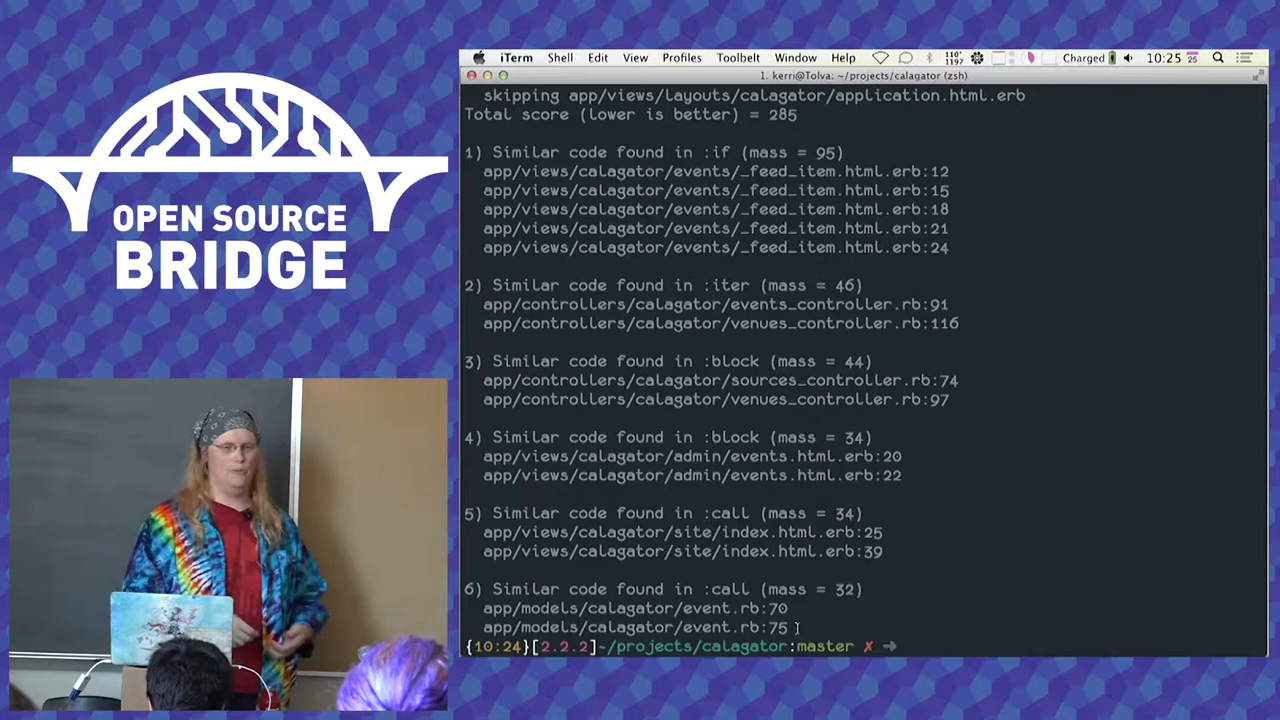 OPEN SOURCE
BRIDGE
iTerm Shell Edit View Profiles Toolbelt Window Help 110° 1197 Charged 10:25 25
1. kerri@Tolva: ~/projects/calagator (zsh)
skipping app/views/layouts/calagator/application.html.erb
Total score (lower is better) = 285
1) Similar code found in :if (mass = 95)
app/views/calagator/events/_feed_item.html.erb:12
app/views/calagator/events/_feed_item.html.erb:15
app/views/calagator/events/_feed_item.html.erb:18
app/views/calagator/events/_feed_item.html.erb:21
app/views/calagator/events/_feed_item.html.erb:24
2) Similar code found in :iter (mass = 46)
app/controllers/calagator/events_controller.rb:91
app/controllers/calagator/venues_controller.rb:116
3) Similar code found in :block (mass = 44)
app/controllers/calagator/sources_controller.rb:74
app/controllers/calagator/venues_controller.rb:97
4) Similar code found in :block (mass = 34)
app/views/calagator/admin/events.html.erb:20
app/views/calagator/admin/events.html.erb:22
5) Similar code found in :call (mass = 34)
app/views/calagator/site/index.html.erb:25
app/views/calagator/site/index.html.erb:39
6) Similar code found in :call (mass = 32)
app/models/calagator/event.rb:70
app/models/calagator/event.rb:75
{10:24}[2.2.2]~/projects/calagator:master ✗ ➜